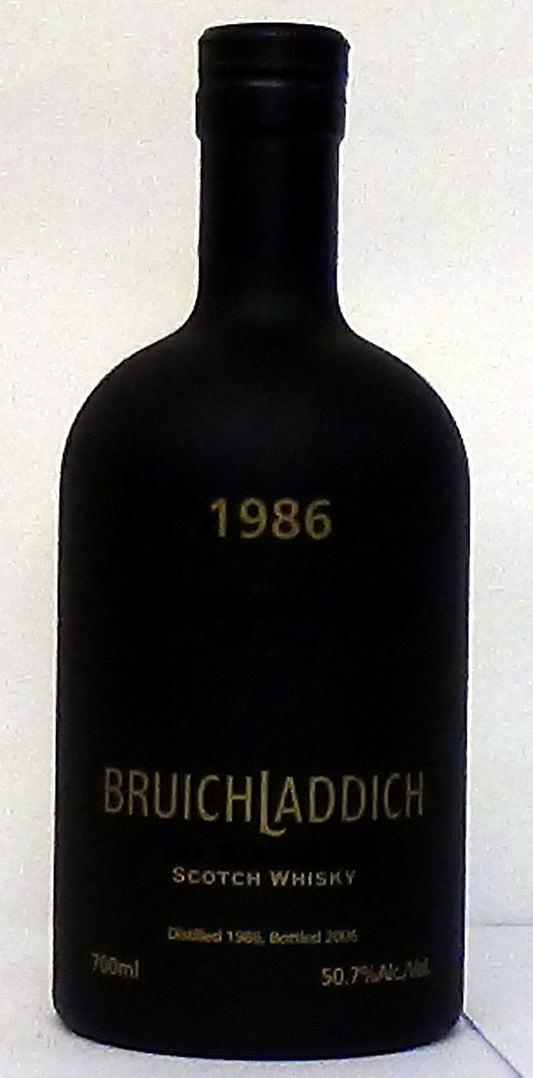 1986
BRUICHLADDICH
SCOTCH WHISKY
Distilled 1986, Bottled 2006
700ml
50.7%Alc./Vol.